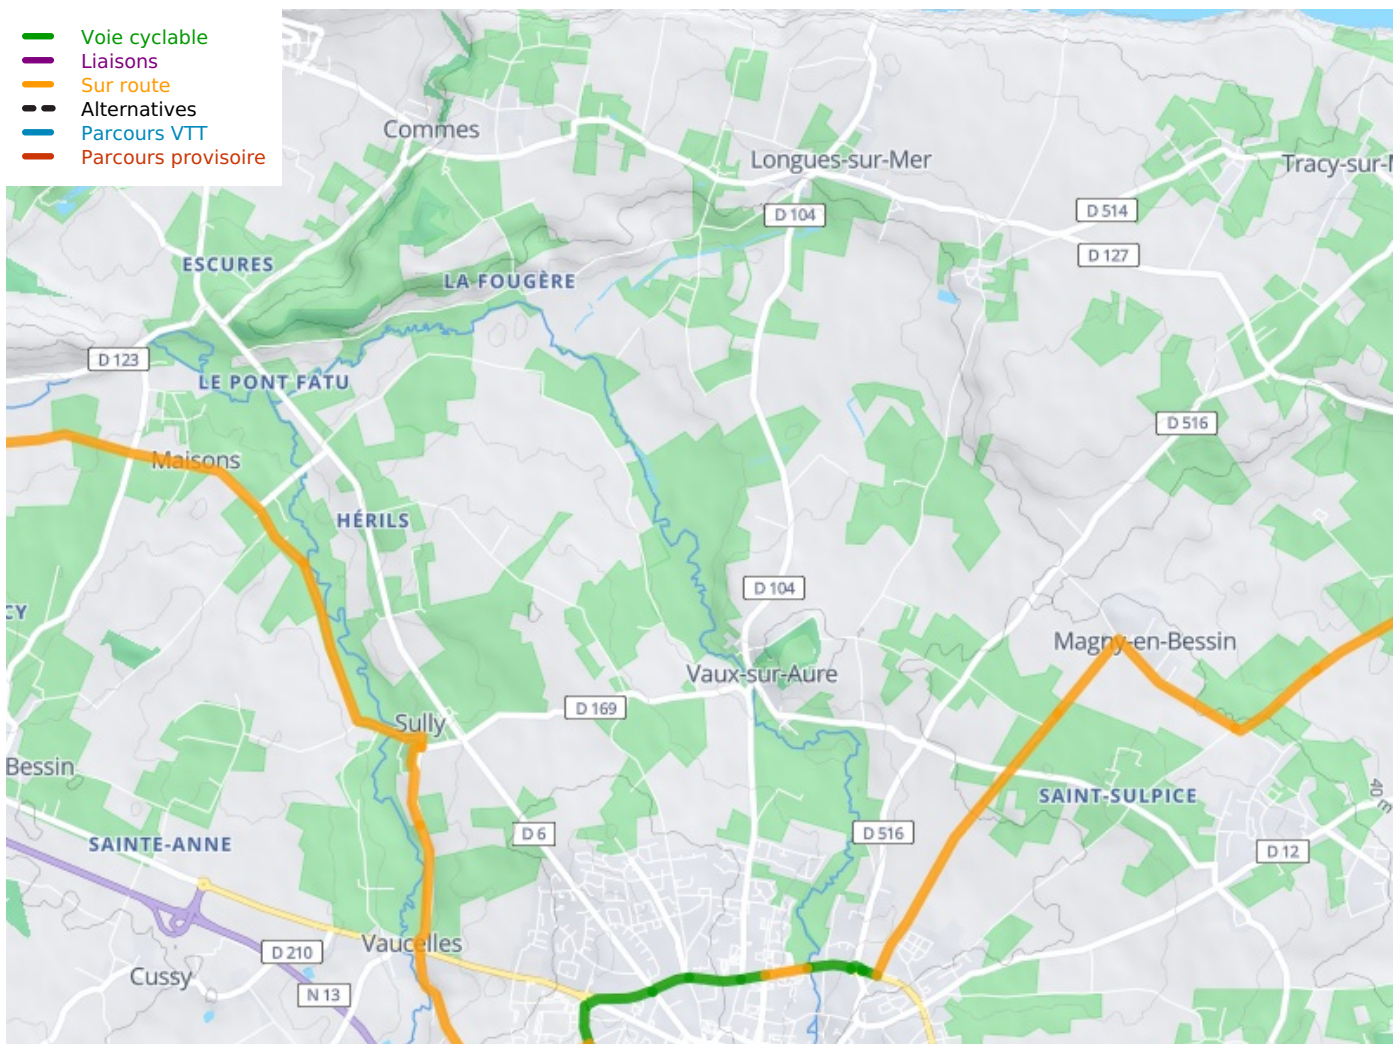 Voie cyclable
Liaisons
Sur route
Alternatives
Parcours VTT
Parcours provisoire
Commes
Longues-sur-Mer
Tracy-sur-M
D 104
D 514
D 127
ESCURES
LA FOUGÈRE
D 123
LE PONT FATU
D 516
Maisons
HÉRILS
D 104
CY
Magny-en-Bessin
Vaux-sur-Aure
D 169
Sully
Bessin
SAINT-SULPICE
40 m
D 6
D 516
SAINTE-ANNE
D 12
Vaucelles
D 210
Cussy
N 13